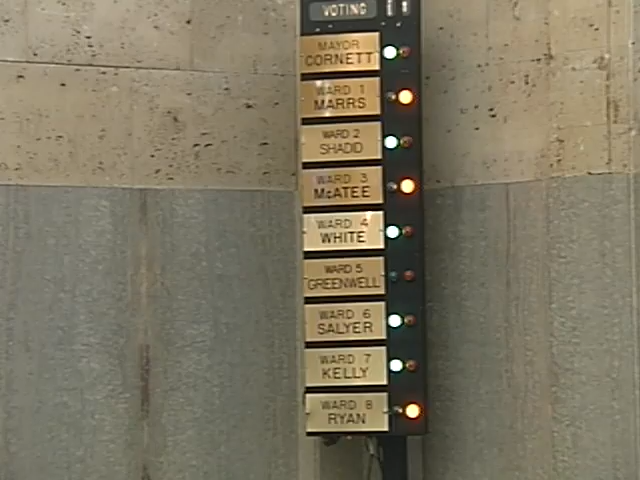 VOTING
MAYOR
CORNETT
WARD 1
MARRS
WARD 2
SHADID
WARD 3
McATEE
WARD 4
WHITE
WARD 5
GREENWELL
WARD 6
SALYER
WARD 7
KELLY
WARD 8
RYAN